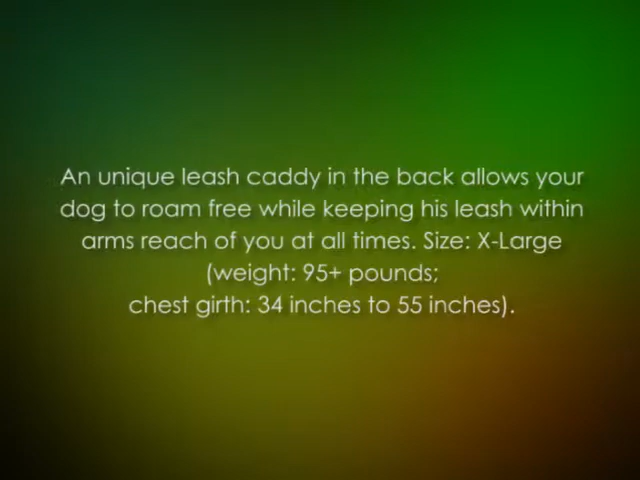 An unique leash caddy in the back allows your
dog to roam free while keeping his leash within
arms reach of you at all times. Size: X-Large
(weight: 95+ pounds;
chest girth: 34 inches to 55 inches).